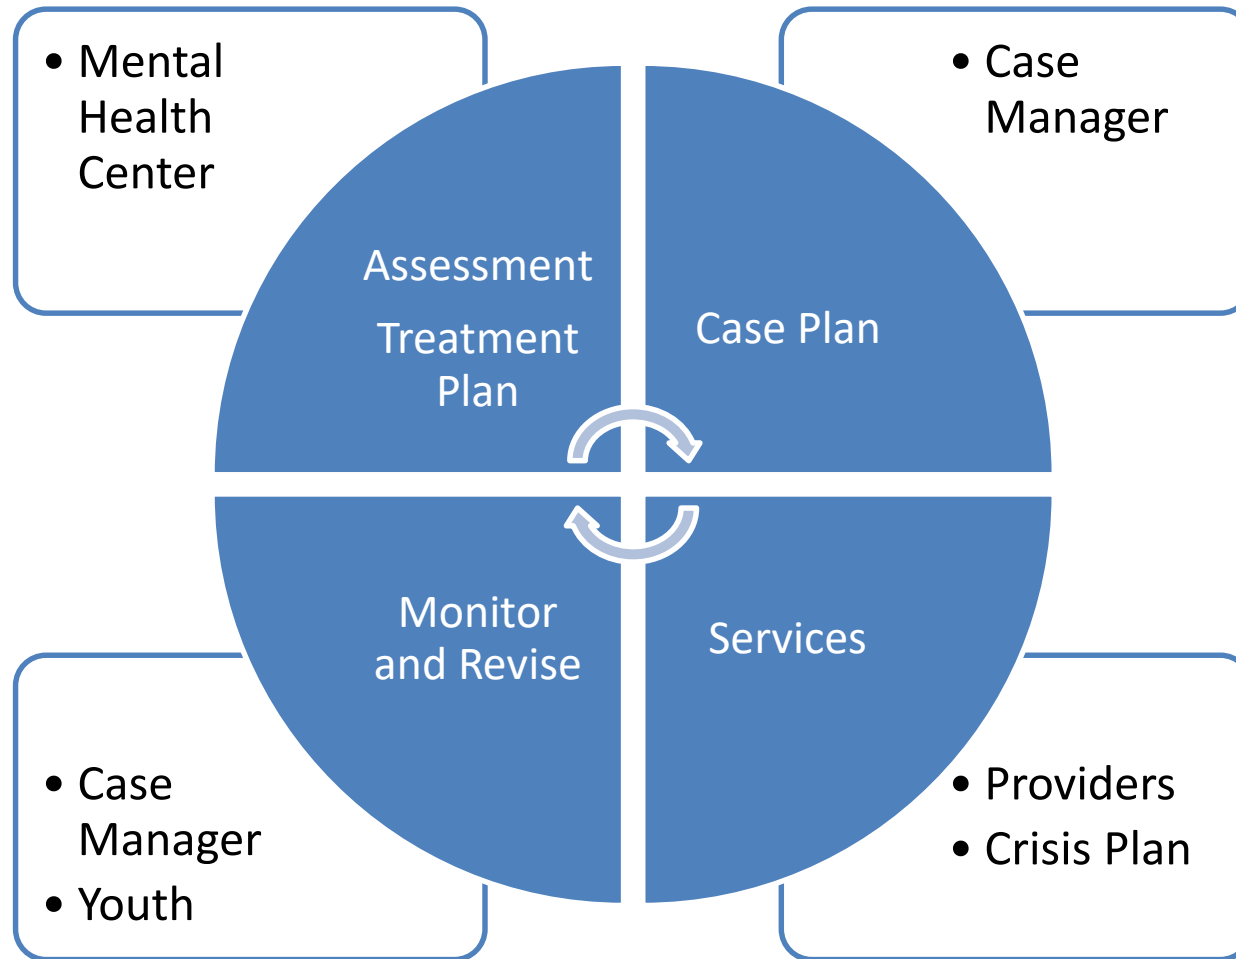 • Mental
Health
Center
• Case
Manager
Assessment
Treatment
Plan
Case Plan
Monitor
and Revise
Services
• Case
Manager
• Youth
• Providers
• Crisis Plan